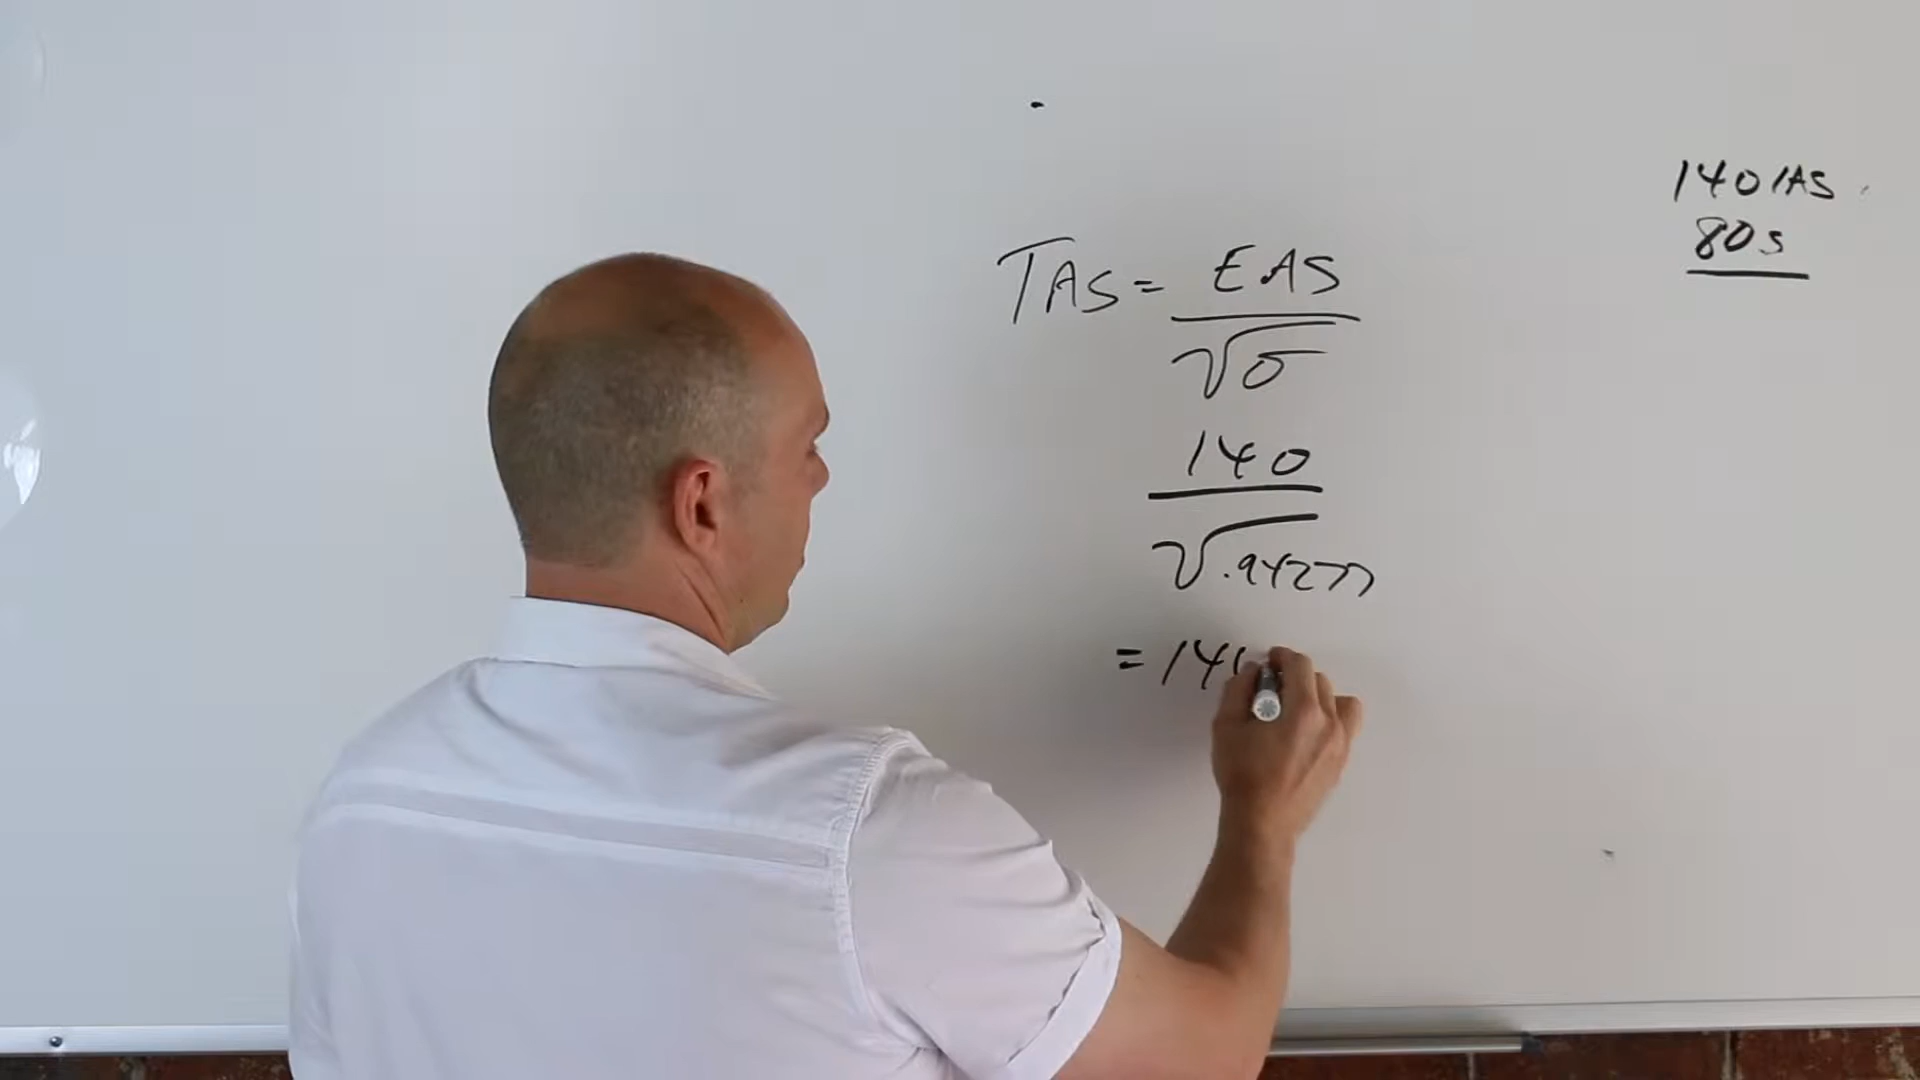 140 IAS
80s
TAS = EAS
√σ
140
√.94277
= 14